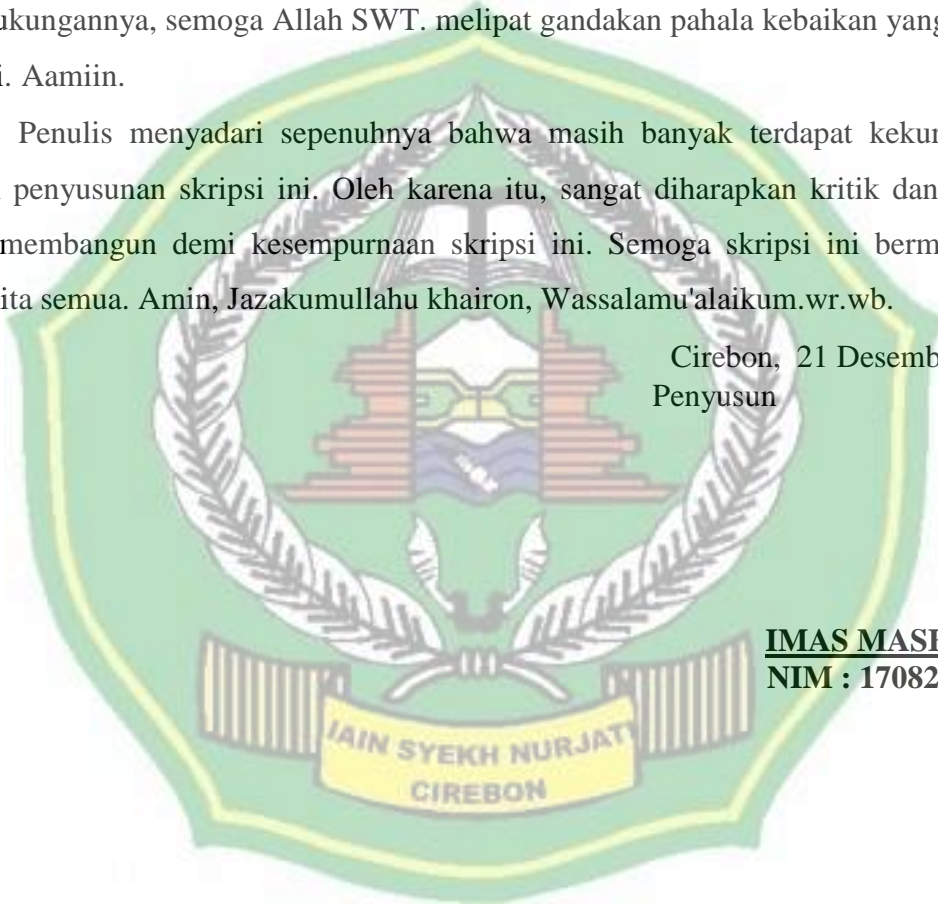 ukungannya, semoga Allah SWT. melipat gandakan pahala kebaikan yang
i. Aamiin.
Penulis menyadari sepenuhnya bahwa masih banyak terdapat kekur
penyusunan skripsi ini. Oleh karena itu, sangat diharapkan kritik dan
membangun demi kesempurnaan skripsi ini. Semoga skripsi ini berm
ita semua. Amin, Jazakumullahu khairon, Wassalamu'alaikum.wr.wb.
Cirebon, 21 Desemb
Penyusun
IMAS MASI
NIM : 17082
IAIN SYEKH NURJATI
CIREBON